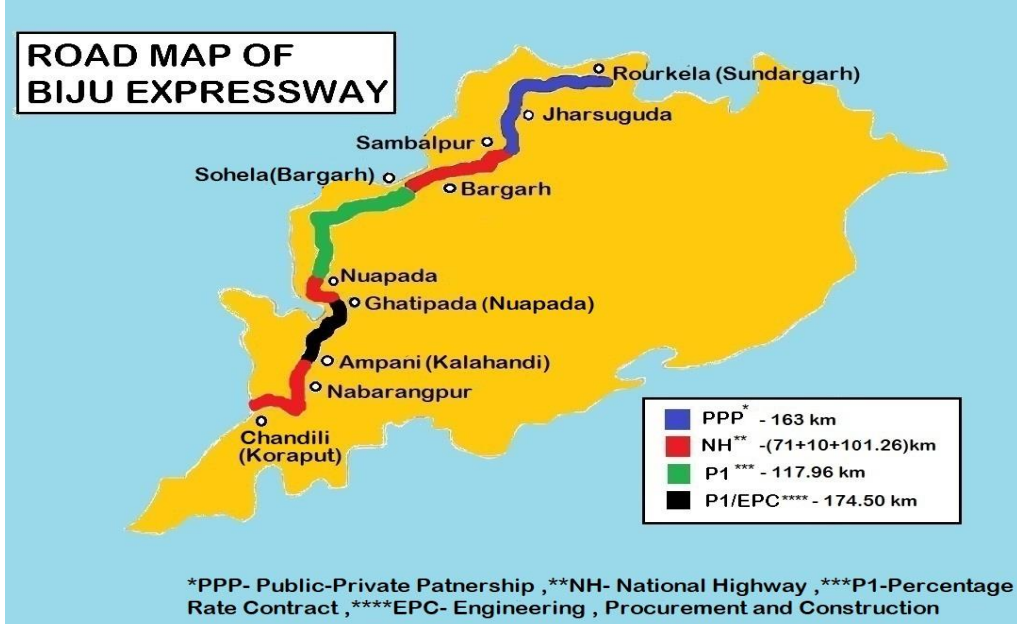 ROAD MAP OF
BIJU EXPRESSWAY
Rourkela (Sundargarh)
Jharsuguda
Sambalpur
Sohela(Bargarh)
Bargarh
Nuapada
Ghatipada (Nuapada)
Ampani (Kalahandi)
Nabarangpur
Chandili
(Koraput)
PPP* - 163 km
NH** -(71+10+101.26)km
P1*** - 117.96 km
P1/EPC**** - 174.50 km
*PPP- Public-Private Patnership ,**NH- National Highway ,***P1-Percentage
Rate Contract ,****EPC- Engineering , Procurement and Construction